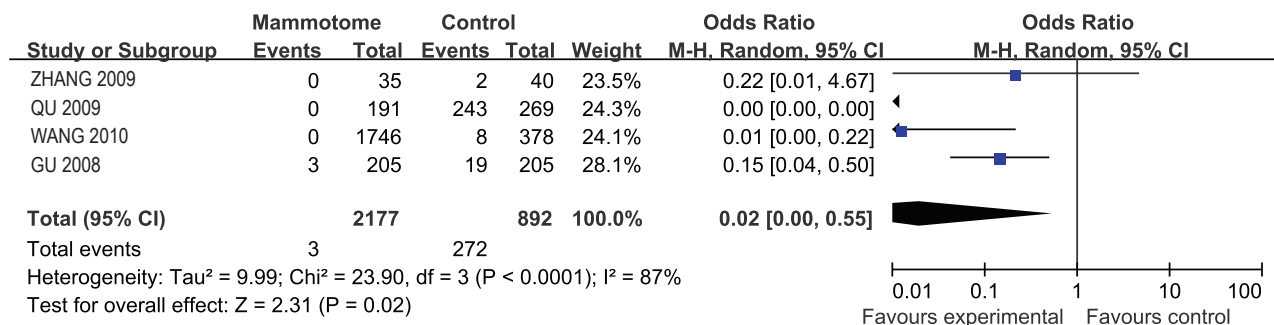 Mammotome Control Odds Ratio Odds Ratio
Study or Subgroup Events Total Events Total Weight M-H, Random, 95% CI M-H, Random, 95% CI
ZHANG 2009 0 35 2 40 23.5% 0.22 [0.01, 4.67]
QU 2009 0 191 243 269 24.3% 0.00 [0.00, 0.00]
WANG 2010 0 1746 8 378 24.1% 0.01 [0.00, 0.22]
GU 2008 3 205 19 205 28.1% 0.15 [0.04, 0.50]
Total (95% CI) 2177 892 100.0% 0.02 [0.00, 0.55]
Total events 3 272
Heterogeneity: Tau² = 9.99; Chi² = 23.90, df = 3 (P < 0.0001); I² = 87%
Test for overall effect: Z = 2.31 (P = 0.02)
0.01 0.1 1 10 100
Favours experimental Favours control